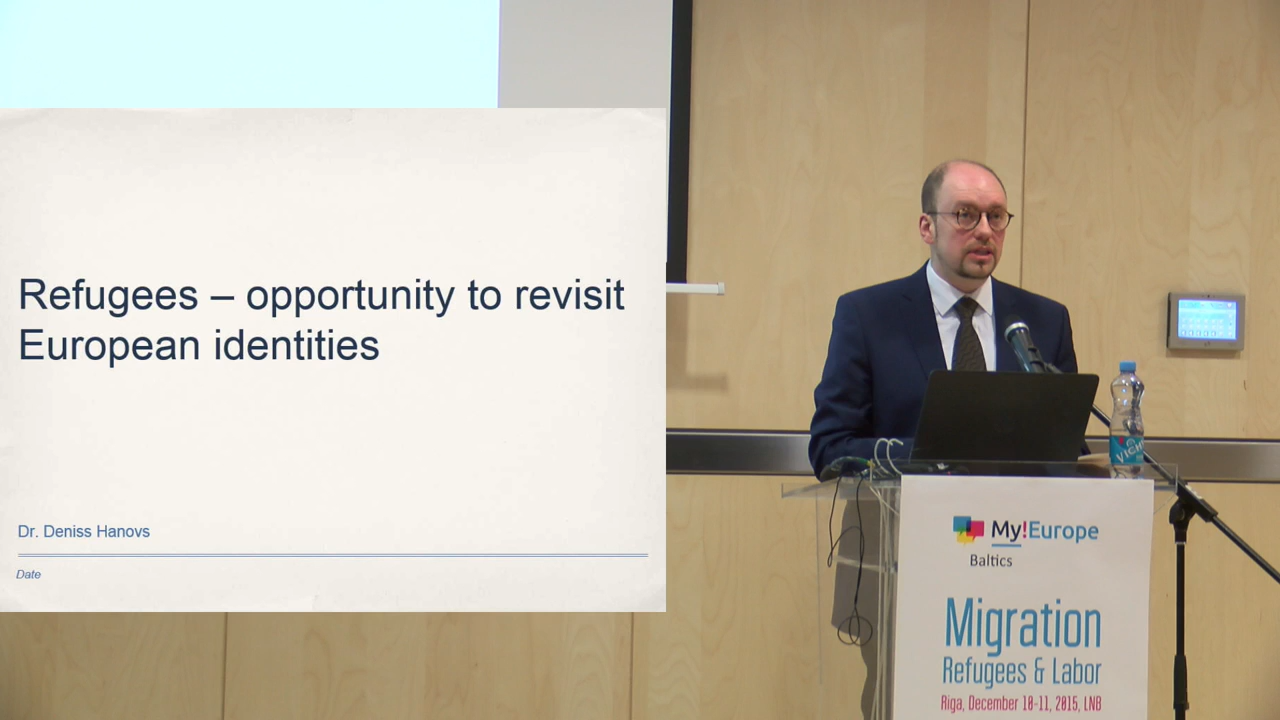 Refugees – opportunity to revisit
European identities
Dr. Deniss Hanovs
Date
My!Europe
Baltics
Migration
Refugees & Labor
Riga, December 10-11, 2015, LNB
VICHY